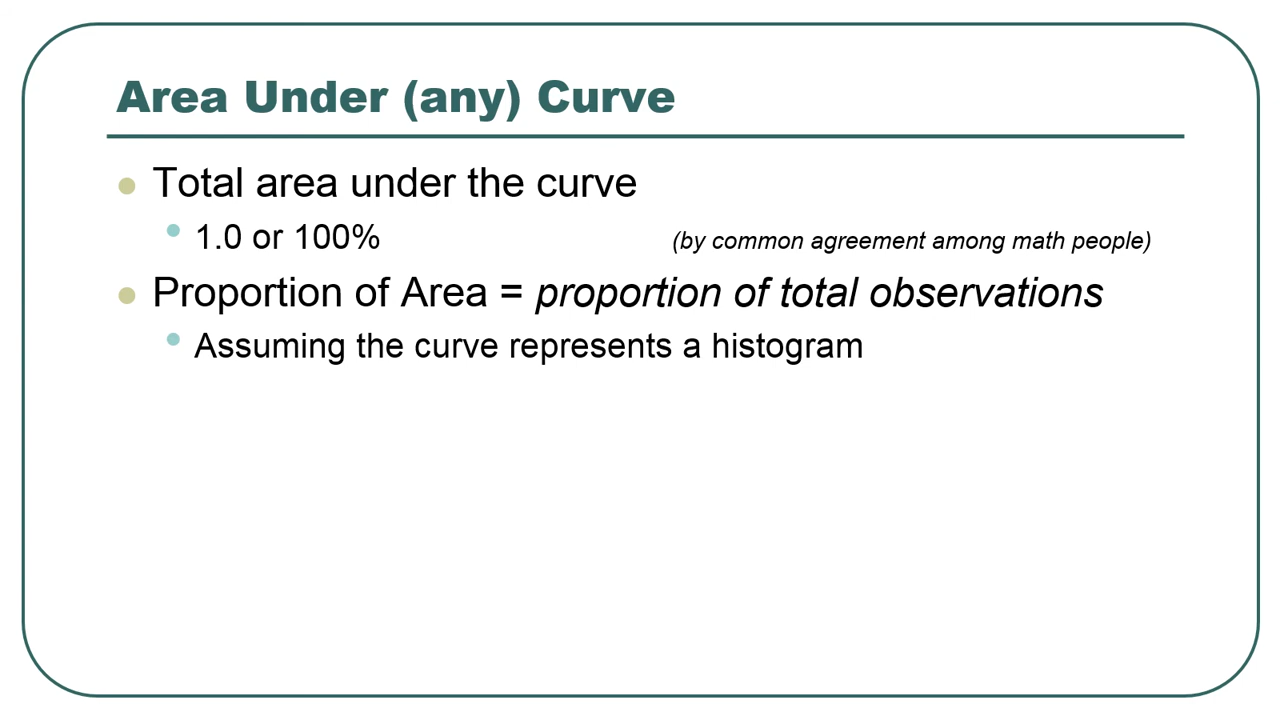 Area Under (any) Curve
Total area under the curve
1.0 or 100% (by common agreement among math people)
Proportion of Area = proportion of total observations
Assuming the curve represents a histogram